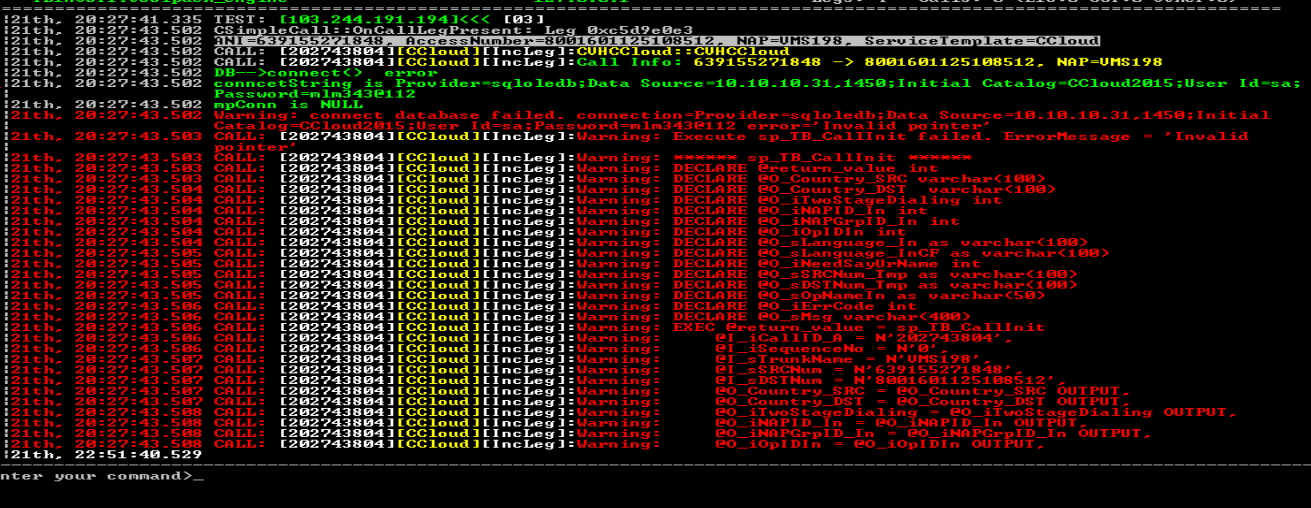 |21th, 20:27:41.335 TEST: [103.244.191.194]<<< [03]
|21th, 20:27:43.502 CSimpleCall::OnCallLegPresent: Leg 0xc5d9e0e3
|21th, 20:27:43.502 ANI=639155271848, AccessNumber=8001601125108512, NAP=UMS198, ServiceTemplate=CCloud
|21th, 20:27:43.502 CALL: [202743804][CCloud][IncLeg]:CVHCCloud::CVHCCloud
|21th, 20:27:43.502 CALL: [202743804][CCloud][IncLeg]:Call Info: 639155271848 -> 8001601125108512, NAP=UMS198
|21th, 20:27:43.502 DB-->connect() error
|21th, 20:27:43.502 conncetString is Provider=sqloledb;Data Source=10.10.10.31,1450;Initial Catalog=CCloud2015;User Id=sa;
| Password=mlm3430112
|21th, 20:27:43.502 mpConn is NULL
|21th, 20:27:43.502 Warning: connect database failed. connection=Provider=sqloledb;Data Source=10.10.10.31,1450;Initial
| Catalog=CCloud2015;User Id=sa;Password=mlm3430112 error='Invalid pointer'
|21th, 20:27:43.503 CALL: [202743804][CCloud][IncLeg]:Warning: Execute sp_TB_CallInit failed. ErrorMessage = 'Invalid
| pointer'
|21th, 20:27:43.503 CALL: [202743804][CCloud][IncLeg]:Warning: ****** sp_TB_CallInit ******
|21th, 20:27:43.503 CALL: [202743804][CCloud][IncLeg]:Warning: DECLARE @return_value int
|21th, 20:27:43.503 CALL: [202743804][CCloud][IncLeg]:Warning: DECLARE @O_Country_SRC varchar(100)
|21th, 20:27:43.504 CALL: [202743804][CCloud][IncLeg]:Warning: DECLARE @O_Country_DST varchar(100)
|21th, 20:27:43.504 CALL: [202743804][CCloud][IncLeg]:Warning: DECLARE @O_iTwoStageDialing int
|21th, 20:27:43.504 CALL: [202743804][CCloud][IncLeg]:Warning: DECLARE @O_iNAPID_In int
|21th, 20:27:43.504 CALL: [202743804][CCloud][IncLeg]:Warning: DECLARE @O_iNAPGrpID_In int
|21th, 20:27:43.504 CALL: [202743804][CCloud][IncLeg]:Warning: DECLARE @O_iOpIDIn int
|21th, 20:27:43.504 CALL: [202743804][CCloud][IncLeg]:Warning: DECLARE @O_sLanguage_In as varchar(100)
|21th, 20:27:43.505 CALL: [202743804][CCloud][IncLeg]:Warning: DECLARE @O_sLanguage_InCF as varchar(100)
|21th, 20:27:43.505 CALL: [202743804][CCloud][IncLeg]:Warning: DECLARE @O_iNeedSayUrName int
|21th, 20:27:43.505 CALL: [202743804][CCloud][IncLeg]:Warning: DECLARE @O_sSRCNum_Tmp as varchar(100)
|21th, 20:27:43.505 CALL: [202743804][CCloud][IncLeg]:Warning: DECLARE @O_sDSTNum_Tmp as varchar(100)
|21th, 20:27:43.505 CALL: [202743804][CCloud][IncLeg]:Warning: DECLARE @O_sOpNameIn as varchar(50)
|21th, 20:27:43.506 CALL: [202743804][CCloud][IncLeg]:Warning: DECLARE @O_iErrCode int
|21th, 20:27:43.506 CALL: [202743804][CCloud][IncLeg]:Warning: DECLARE @O_sMsg varchar(400)
|21th, 20:27:43.506 CALL: [202743804][CCloud][IncLeg]:Warning: EXEC @return_value = sp_TB_CallInit
|21th, 20:27:43.506 CALL: [202743804][CCloud][IncLeg]:Warning: @I_iCallID_A = N'202743804',
|21th, 20:27:43.506 CALL: [202743804][CCloud][IncLeg]:Warning: @I_iSequenceNo = N'0',
|21th, 20:27:43.507 CALL: [202743804][CCloud][IncLeg]:Warning: @I_sTrunkName = N'UMS198',
|21th, 20:27:43.507 CALL: [202743804][CCloud][IncLeg]:Warning: @I_sSRCNum = N'639155271848',
|21th, 20:27:43.507 CALL: [202743804][CCloud][IncLeg]:Warning: @I_sDSTNum = N'8001601125108512',
|21th, 20:27:43.507 CALL: [202743804][CCloud][IncLeg]:Warning: @O_Country_SRC = @O_Country_SRC OUTPUT,
|21th, 20:27:43.507 CALL: [202743804][CCloud][IncLeg]:Warning: @O_Country_DST = @O_Country_DST OUTPUT,
|21th, 20:27:43.508 CALL: [202743804][CCloud][IncLeg]:Warning: @O_iTwoStageDialing = @O_iTwoStageDialing OUTPUT,
|21th, 20:27:43.508 CALL: [202743804][CCloud][IncLeg]:Warning: @O_iNAPID_In = @O_iNAPID_In OUTPUT,
|21th, 20:27:43.508 CALL: [202743804][CCloud][IncLeg]:Warning: @O_iNAPGrpID_In = @O_iNAPGrpID_In OUTPUT,
|21th, 20:27:43.508 CALL: [202743804][CCloud][IncLeg]:Warning: @O_iOpIDIn = @O_iOpIDIn OUTPUT,
|21th, 22:51:40.529
nter your command>_